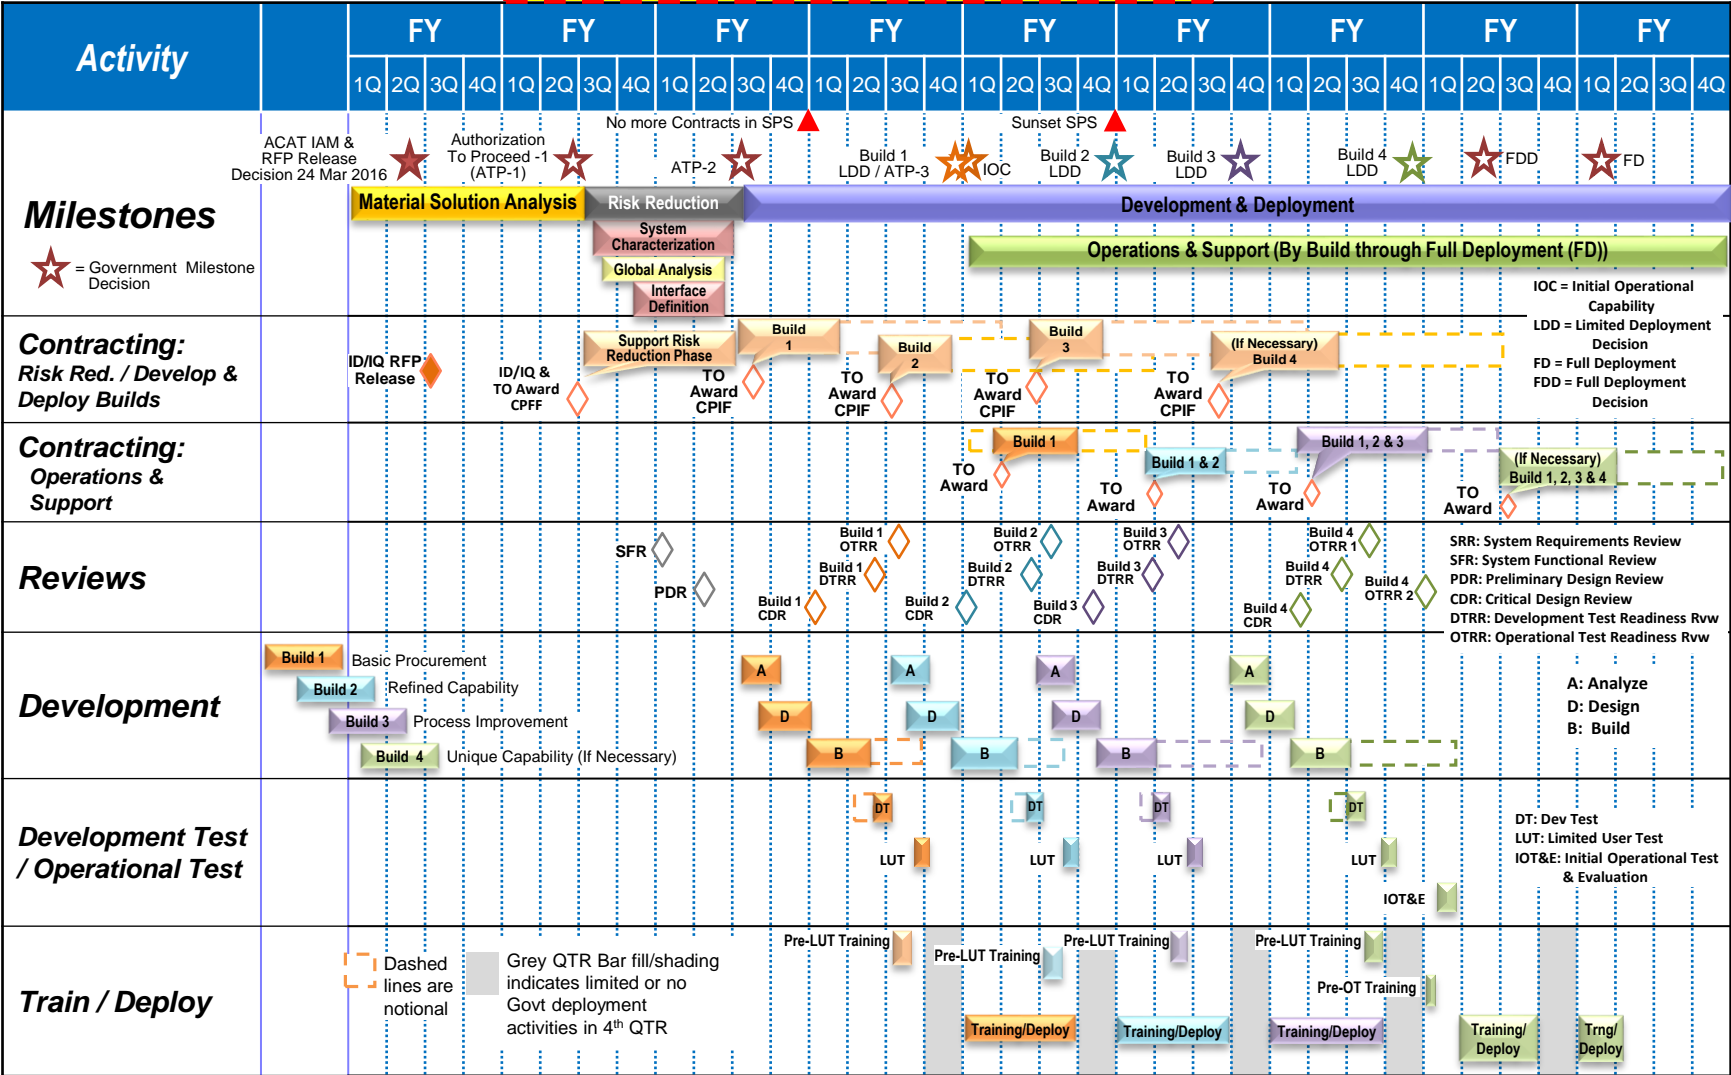 Activity
FY FY FY FY FY FY FY FY FY
1Q 2Q 3Q 4Q 1Q 2Q 3Q 4Q 1Q 2Q 3Q 4Q 1Q 2Q 3Q 4Q 1Q 2Q 3Q 4Q 1Q 2Q 3Q 4Q 1Q 2Q 3Q 4Q 1Q 2Q 3Q 4Q 1Q 2Q 3Q 4Q
Milestones
= Government Milestone
Decision
No more Contracts in SPS
Sunset SPS
ACAT IAM &
RFP Release
Decision 24 Mar 2016
Authorization
To Proceed -1
(ATP-1)
ATP-2
Build 1
LDD / ATP-3
IOC
Build 2
LDD
Build 3
LDD
Build 4
LDD
FDD
FD
Material Solution Analysis
Risk Reduction
Development & Deployment
System
Characterization
Global Analysis
Interface
Definition
Operations & Support (By Build through Full Deployment (FD))
IOC = Initial Operational
Capability
LDD = Limited Deployment
Decision
FD = Full Deployment
FDD = Full Deployment
Decision
Contracting:
Risk Red. / Develop &
Deploy Builds
ID/IQ RFP
Release
ID/IQ &
TO Award
CPFF
Support Risk
Reduction Phase
TO
Award
CPIF
Build
1
TO
Award
CPIF
Build
2
TO
Award
CPIF
Build
3
TO
Award
CPIF
(If Necessary)
Build 4
Contracting:
Operations &
Support
TO
Award
Build 1
TO
Award
Build 1 & 2
TO
Award
Build 1, 2 & 3
TO
Award
(If Necessary)
Build 1, 2, 3 & 4
Reviews
SFR
PDR
Build 1
OTRR
Build 1
DTRR
Build 1
CDR
Build 2
OTRR
Build 2
DTRR
Build 2
CDR
Build 3
OTRR
Build 3
DTRR
Build 3
CDR
Build 4
OTRR 1
Build 4
DTRR
Build 4
OTRR 2
Build 4
CDR
SRR: System Requirements Review
SFR: System Functional Review
PDR: Preliminary Design Review
CDR: Critical Design Review
DTRR: Development Test Readiness Rvw
OTRR: Operational Test Readiness Rvw
Development
Build 1 Basic Procurement
Build 2 Refined Capability
Build 3 Process Improvement
Build 4 Unique Capability (If Necessary)
A A A A
D D D D
B B B B
A: Analyze
D: Design
B: Build
Development Test
/ Operational Test
DT DT DT DT
LUT LUT LUT LUT
IOT&E
DT: Dev Test
LUT: Limited User Test
IOT&E: Initial Operational Test
& Evaluation
Train / Deploy
Dashed
lines are
notional
Grey QTR Bar fill/shading
indicates limited or no
Govt deployment
activities in 4th QTR
Pre-LUT Training
Pre-LUT Training
Pre-LUT Training
Pre-LUT Training
Pre-OT Training
Training/Deploy
Training/Deploy
Training/Deploy
Training/
Deploy
Trng/
Deploy